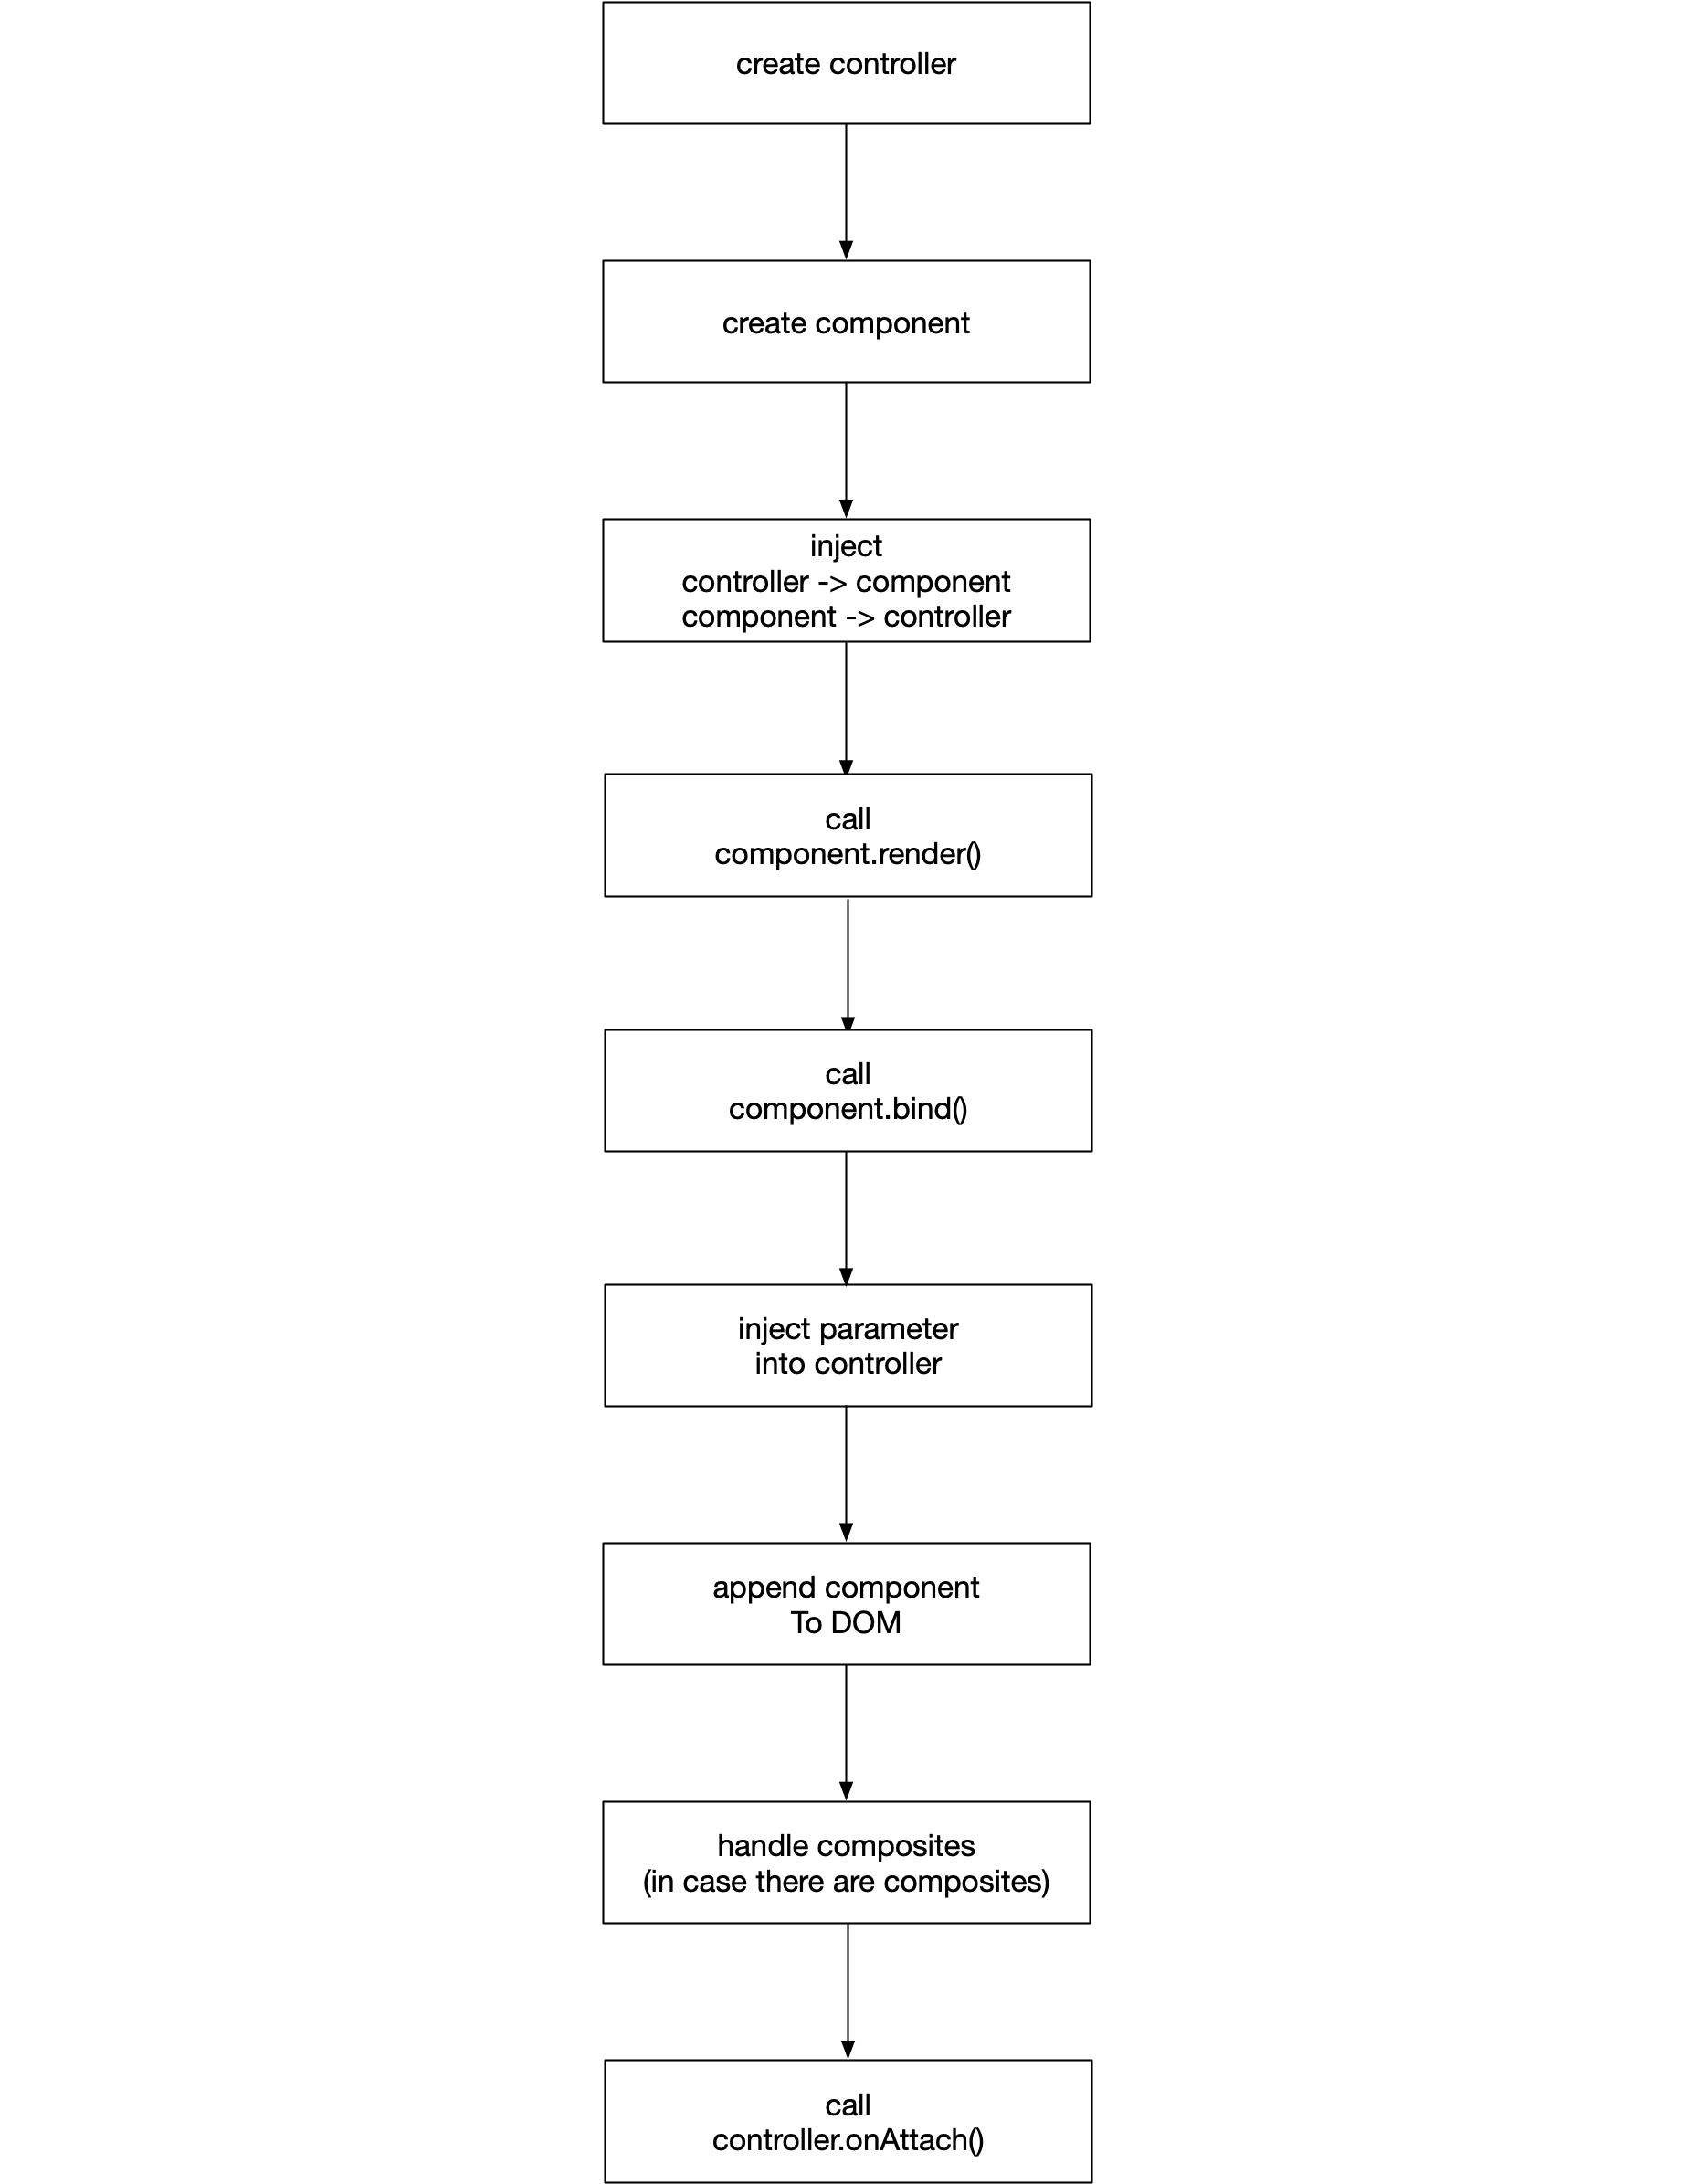 create controller
create component
inject
controller -> component
component -> controller
call
component.render()
call
component.bind()
inject parameter
into controller
append component
To DOM
handle composites
(in case there are composites)
call
controller.onAttach()